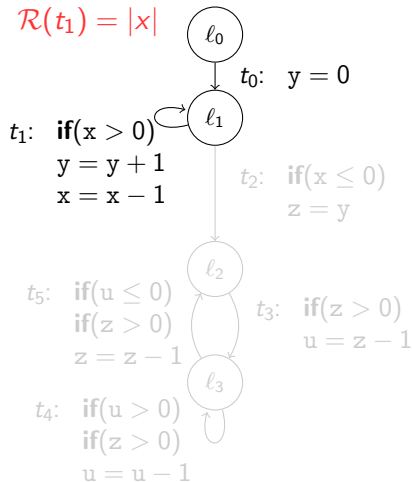 𝓡(t₁) = |x|
ℓ₀
t₀: y = 0
ℓ₁
t₁: if(x > 0)
y = y + 1
x = x − 1
t₂: if(x ≤ 0)
z = y
ℓ₂
t₅: if(u ≤ 0)
if(z > 0)
z = z − 1
t₃: if(z > 0)
u = z − 1
ℓ₃
t₄: if(u > 0)
if(z > 0)
u = u − 1